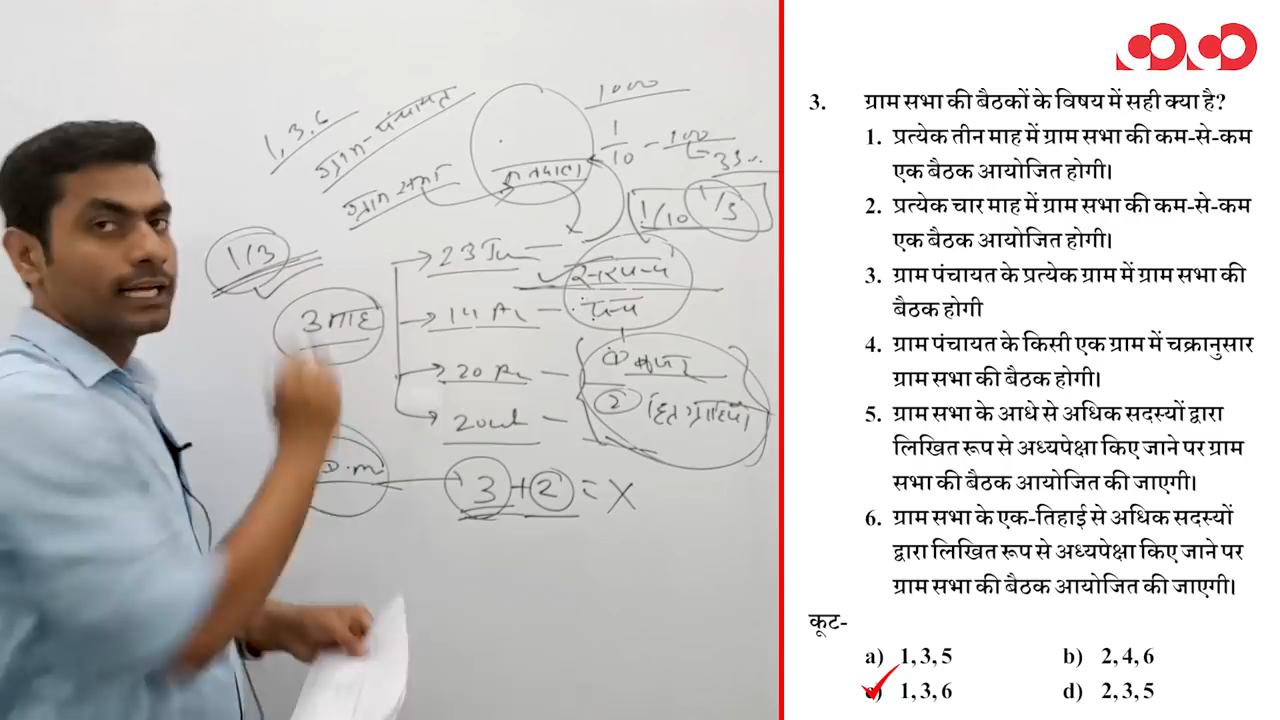 1,3,6
ग्राम-पंचायत
ग्राम सभा
1000
1/10 - 100
1/10 1/3
1/3
3 माह
23
14
20
2
D.m
3 + 2 = X
3. ग्राम सभा की बैठकों के विषय में सही क्या है?
1. प्रत्येक तीन माह में ग्राम सभा की कम-से-कम
एक बैठक आयोजित होगी।
2. प्रत्येक चार माह में ग्राम सभा की कम-से-कम
एक बैठक आयोजित होगी।
3. ग्राम पंचायत के प्रत्येक ग्राम में ग्राम सभा की
बैठक होगी
4. ग्राम पंचायत के किसी एक ग्राम में चक्रानुसार
ग्राम सभा की बैठक होगी।
5. ग्राम सभा के आधे से अधिक सदस्यों द्वारा
लिखित रूप से अध्यपेक्षा किए जाने पर ग्राम
सभा की बैठक आयोजित की जाएगी।
6. ग्राम सभा के एक-तिहाई से अधिक सदस्यों
द्वारा लिखित रूप से अध्यपेक्षा किए जाने पर
ग्राम सभा की बैठक आयोजित की जाएगी।
कूट-
a) 1, 3, 5 b) 2, 4, 6
c) 1, 3, 6 d) 2, 3, 5